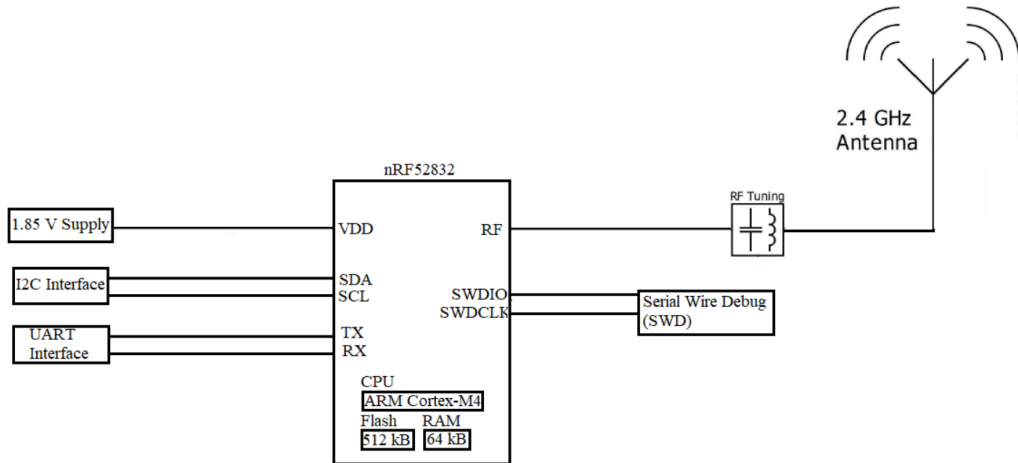 2.4 GHz
Antenna
nRF52832
RF Tuning
1.85 V Supply
VDD
RF
I2C Interface
SDA
SCL
SWDIO
SWDCLK
Serial Wire Debug
(SWD)
UART
Interface
TX
RX
CPU
ARM Cortex-M4
Flash
RAM
512 kB
64 kB